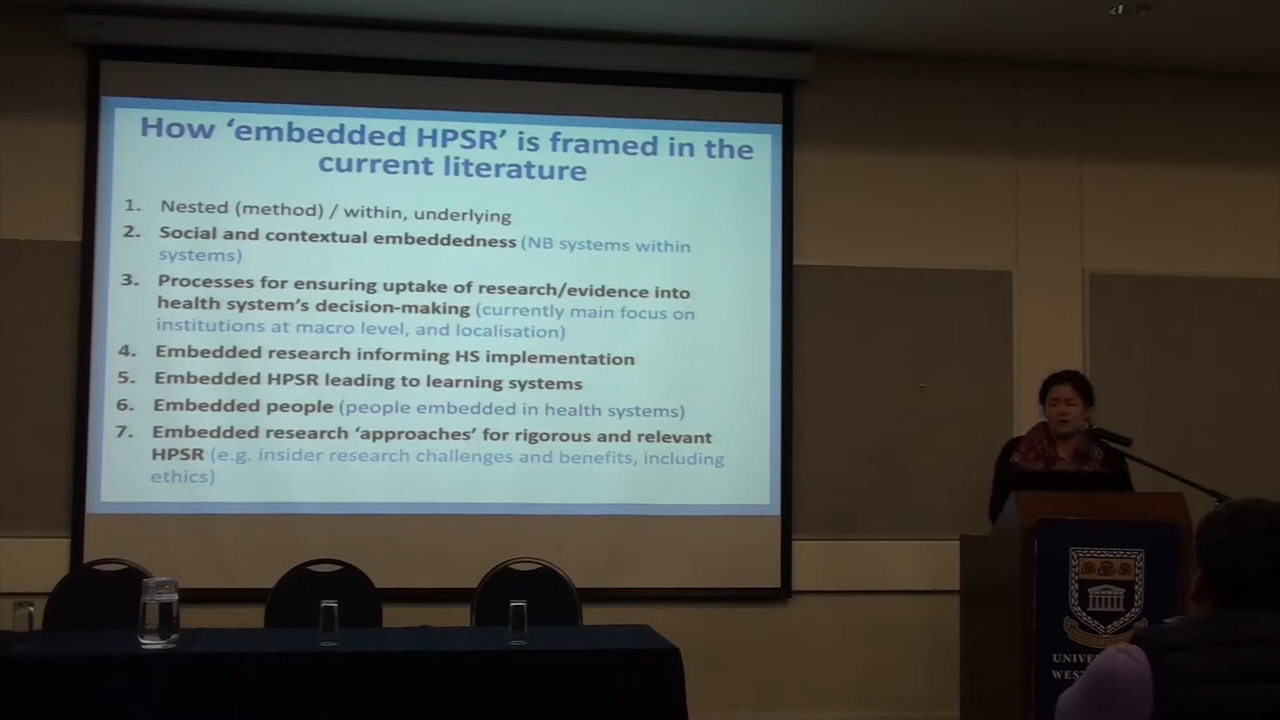 How ‘embedded HPSR’ is framed in the
current literature
1. Nested (method) / within, underlying
2. Social and contextual embeddedness (NB systems within
systems)
3. Processes for ensuring uptake of research/evidence into
health system’s decision-making (currently main focus on
institutions at macro level, and localisation)
4. Embedded research informing HS implementation
5. Embedded HPSR leading to learning systems
6. Embedded people (people embedded in health systems)
7. Embedded research ‘approaches’ for rigorous and relevant
HPSR (e.g. insider research challenges and benefits, including
ethics)